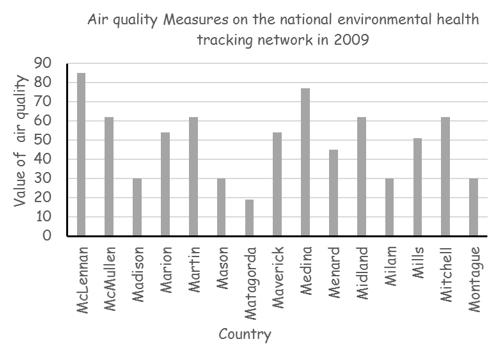 Air quality Measures on the national environmental health
tracking network in 2009
Value of air quality
90
80
70
60
50
40
30
20
10
0
McLennan
McMullen
Madison
Marion
Martin
Mason
Matagorda
Maverick
Medina
Menard
Midland
Milam
Mills
Mitchell
Montague
Country